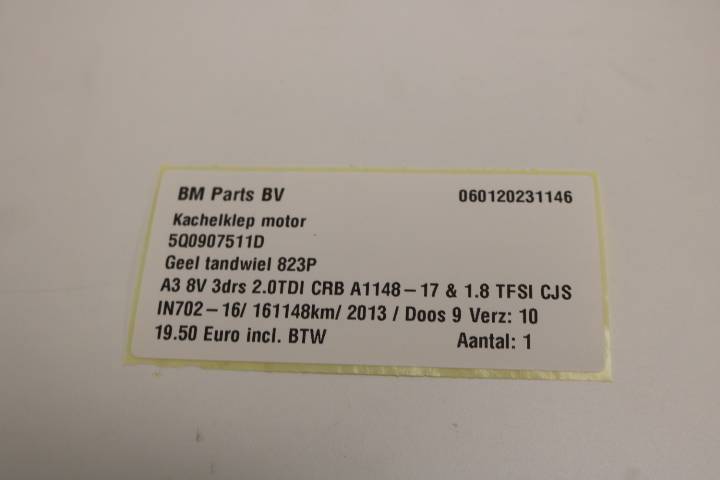 BM Parts BV 060120231146
Kachelklep motor
5Q0907511D
Geel tandwiel 823P
A3 8V 3drs 2.0TDI CRB A1148-17 & 1.8 TFSI CJS
IN702-16/ 161148km/ 2013 / Doos 9 Verz: 10
19.50 Euro incl. BTW Aantal: 1